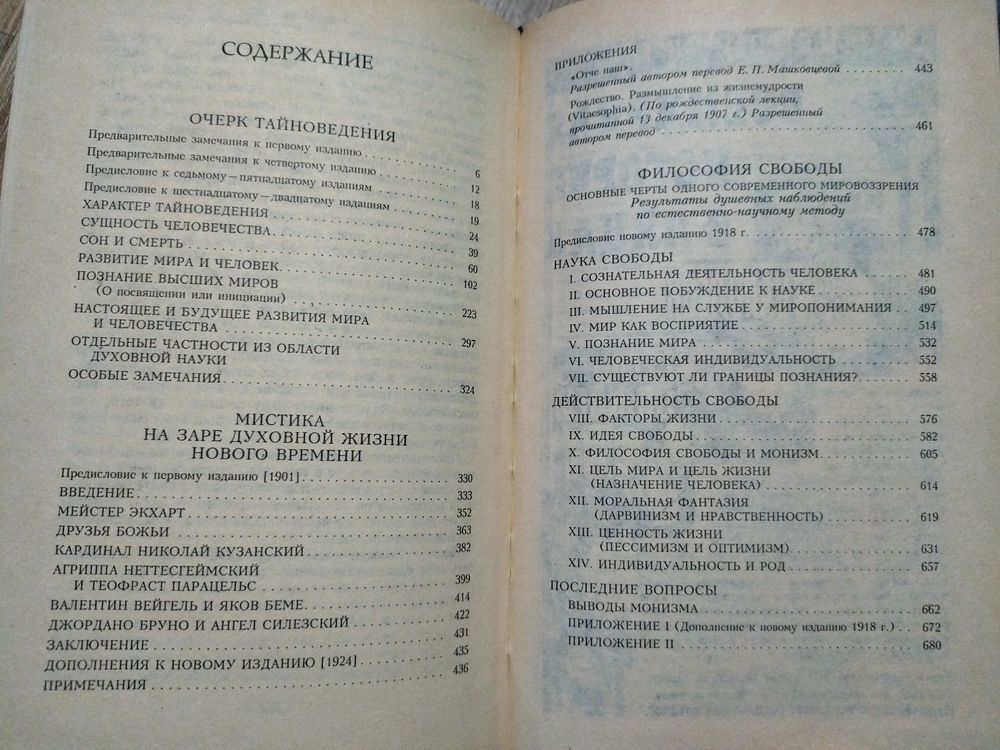 СОДЕРЖАНИЕ
ОЧЕРК ТАЙНОВЕДЕНИЯ
Предварительные замечания к первому изданию . . . 6
Предварительные замечания к четвертому изданию . . . 12
Предисловие к седьмому—пятнадцатому изданиям . . . 18
Предисловие к шестнадцатому—двадцатому изданиям . . . 19
ХАРАКТЕР ТАЙНОВЕДЕНИЯ . . . 24
СУЩНОСТЬ ЧЕЛОВЕЧЕСТВА . . . 39
СОН И СМЕРТЬ . . . 60
РАЗВИТИЕ МИРА И ЧЕЛОВЕК . . . 102
ПОЗНАНИЕ ВЫСШИХ МИРОВ
(О посвящении или инициации) . . . 223
НАСТОЯЩЕЕ И БУДУЩЕЕ РАЗВИТИЯ МИРА
И ЧЕЛОВЕЧЕСТВА . . . 297
ОТДЕЛЬНЫЕ ЧАСТНОСТИ ИЗ ОБЛАСТИ
ДУХОВНОЙ НАУКИ
ОСОБЫЕ ЗАМЕЧАНИЯ . . . 324
МИСТИКА
НА ЗАРЕ ДУХОВНОЙ ЖИЗНИ
НОВОГО ВРЕМЕНИ
Предисловие к первому изданию [1901] . . . 330
ВВЕДЕНИЕ . . . 333
МЕЙСТЕР ЭКХАРТ . . . 352
ДРУЗЬЯ БОЖЬИ . . . 363
КАРДИНАЛ НИКОЛАЙ КУЗАНСКИЙ . . . 382
АГРИППА НЕТТЕСГЕЙМСКИЙ
И ТЕОФРАСТ ПАРАЦЕЛЬС . . . 399
ВАЛЕНТИН ВЕЙГЕЛЬ И ЯКОВ БЕМЕ . . . 414
ДЖОРДАНО БРУНО И АНГЕЛ СИЛЕЗСКИЙ . . . 422
ЗАКЛЮЧЕНИЕ . . . 431
ДОПОЛНЕНИЯ К НОВОМУ ИЗДАНИЮ [1924] . . . 435
ПРИМЕЧАНИЯ . . . 436
ПРИЛОЖЕНИЯ
«Отче наш».
Разрешенный автором перевод Е. П. Машковцевой . . . 443
Рождество. Размышление из жизнемудрости
(Vitaesophia). (По рождественской лекции,
прочитанной 13 декабря 1907 г.) Разрешенный
автором перевод . . . 461
ФИЛОСОФИЯ СВОБОДЫ
ОСНОВНЫЕ ЧЕРТЫ ОДНОГО СОВРЕМЕННОГО МИРОВОЗЗРЕНИЯ
Результаты душевных наблюдений
по естественно-научному методу
Предисловие новому изданию 1918 г. . . . 478
НАУКА СВОБОДЫ
I. СОЗНАТЕЛЬНАЯ ДЕЯТЕЛЬНОСТЬ ЧЕЛОВЕКА . . . 481
II. ОСНОВНОЕ ПОБУЖДЕНИЕ К НАУКЕ . . . 490
III. МЫШЛЕНИЕ НА СЛУЖБЕ У МИРОПОНИМАНИЯ . . . 497
IV. МИР КАК ВОСПРИЯТИЕ . . . 514
V. ПОЗНАНИЕ МИРА . . . 532
VI. ЧЕЛОВЕЧЕСКАЯ ИНДИВИДУАЛЬНОСТЬ . . . 552
VII. СУЩЕСТВУЮТ ЛИ ГРАНИЦЫ ПОЗНАНИЯ? . . . 558
ДЕЙСТВИТЕЛЬНОСТЬ СВОБОДЫ
VIII. ФАКТОРЫ ЖИЗНИ . . . 576
IX. ИДЕЯ СВОБОДЫ . . . 582
X. ФИЛОСОФИЯ СВОБОДЫ И МОНИЗМ . . . 605
XI. ЦЕЛЬ МИРА И ЦЕЛЬ ЖИЗНИ
(НАЗНАЧЕНИЕ ЧЕЛОВЕКА) . . . 614
XII. МОРАЛЬНАЯ ФАНТАЗИЯ
(ДАРВИНИЗМ И НРАВСТВЕННОСТЬ) . . . 619
XIII. ЦЕННОСТЬ ЖИЗНИ
(ПЕССИМИЗМ И ОПТИМИЗМ) . . . 631
XIV. ИНДИВИДУАЛЬНОСТЬ И РОД . . . 657
ПОСЛЕДНИЕ ВОПРОСЫ
ВЫВОДЫ МОНИЗМА . . . 662
ПРИЛОЖЕНИЕ I (Дополнение к новому изданию 1918 г.) . . . 672
ПРИЛОЖЕНИЕ II . . . 680